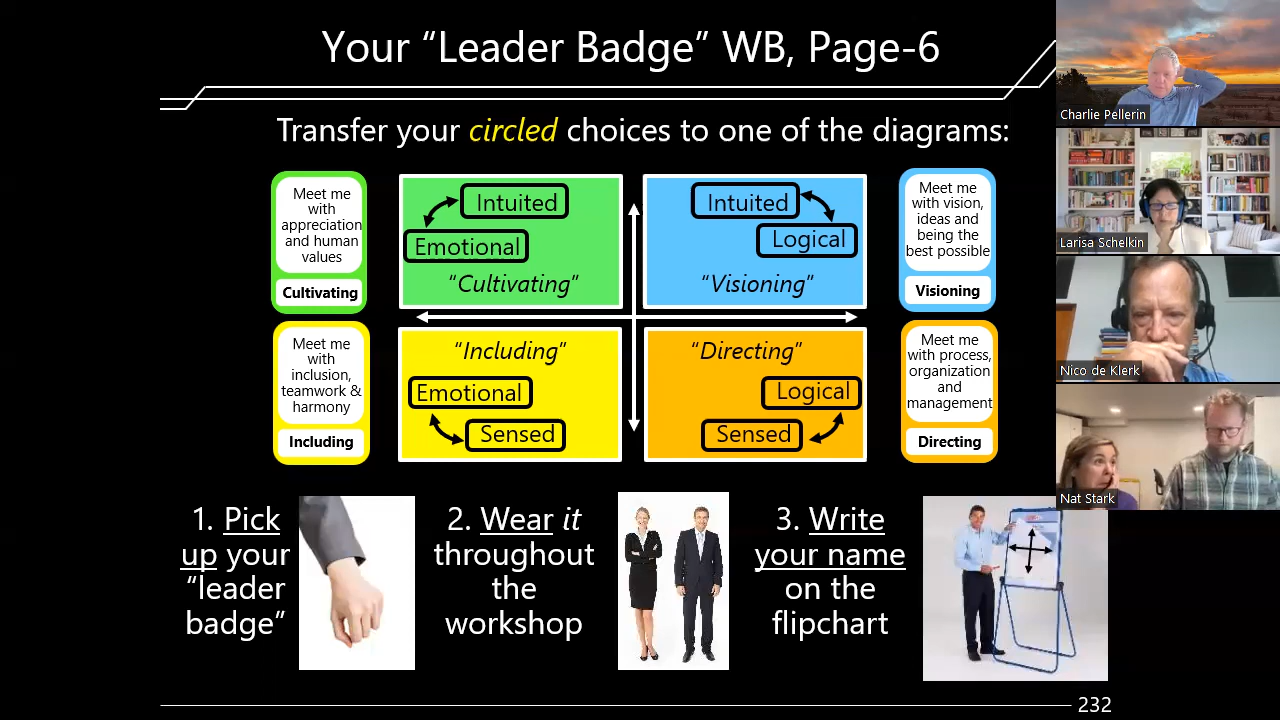 Your “Leader Badge” WB, Page-6
Transfer your circled choices to one of the diagrams:
Meet me
with
appreciation
and human
values
Cultivating
Intuited
Emotional
“Cultivating”
Intuited
Logical
“Visioning”
Meet me
with vision,
ideas and
being the
best possible
Visioning
Meet me
with
inclusion,
teamwork &
harmony
Including
“Including”
Emotional
Sensed
“Directing”
Logical
Sensed
Meet me
with process,
organization
and
management
Directing
1. Pick
up your
“leader
badge”
2. Wear it
throughout
the
workshop
3. Write
your name
on the
flipchart
232
Charlie Pellerin
Larisa Schelkin
Nico de Klerk
Nat Stark